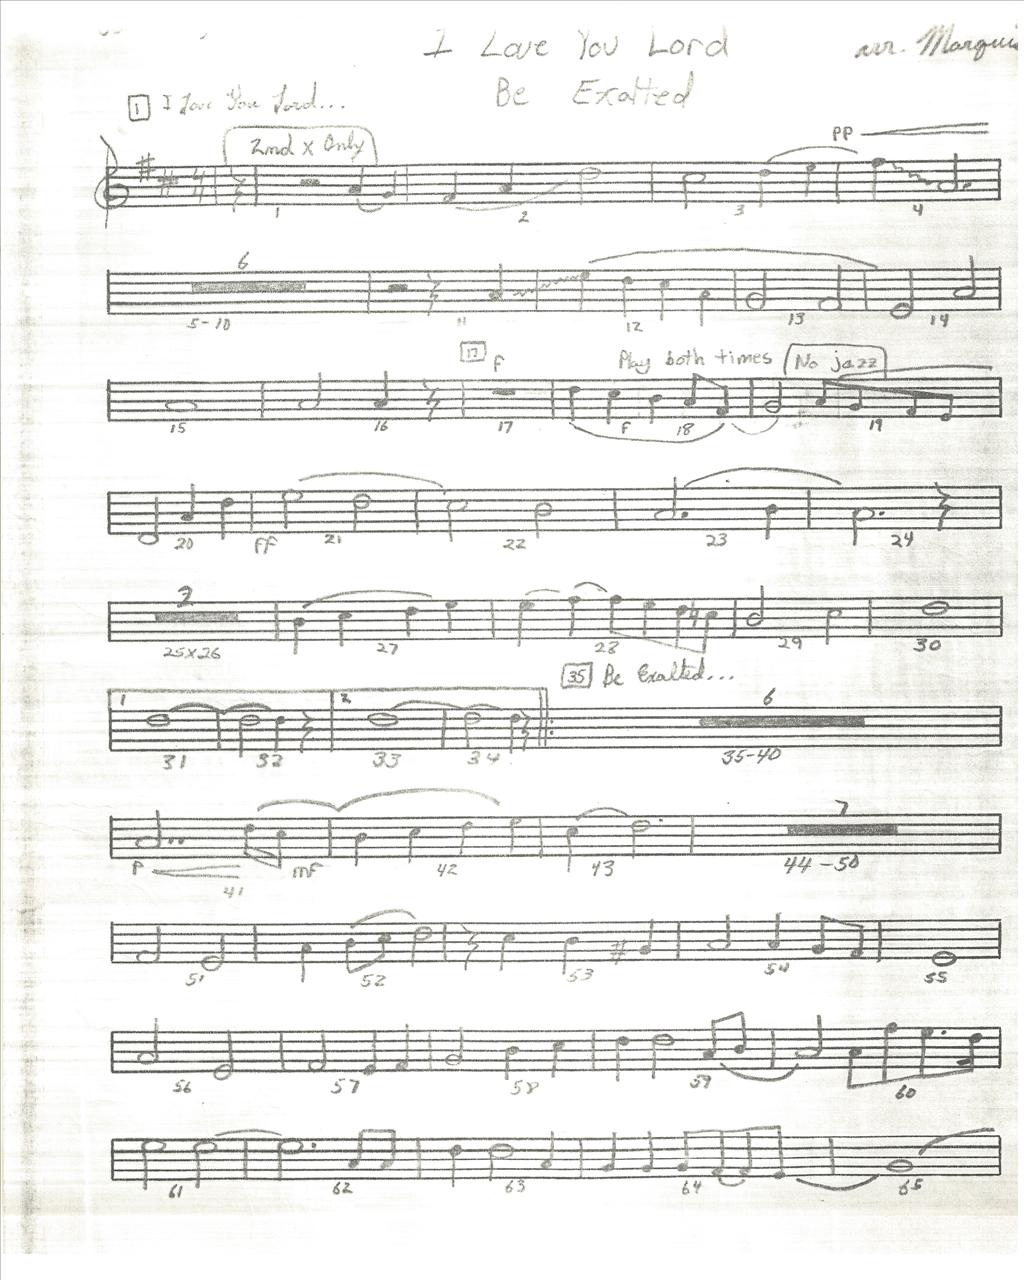 I Love You Lord
arr. Marquis
Be Exalted
1 I Love You Lord...
2nd x Only
PP
1 2 3 4
6
5-10 11 12 13 14
17 f Play both times No jazz
15 16 17 f 18 19
20 ff 21 22 23 24
2
25x26 27 28 29 30
35 Be Exalted...
1 2 6
31 32 33 34 35-40
7
P 41 mf 42 43 44-50
51 52 53 54 55
56 57 58 59 60
61 62 63 64 65